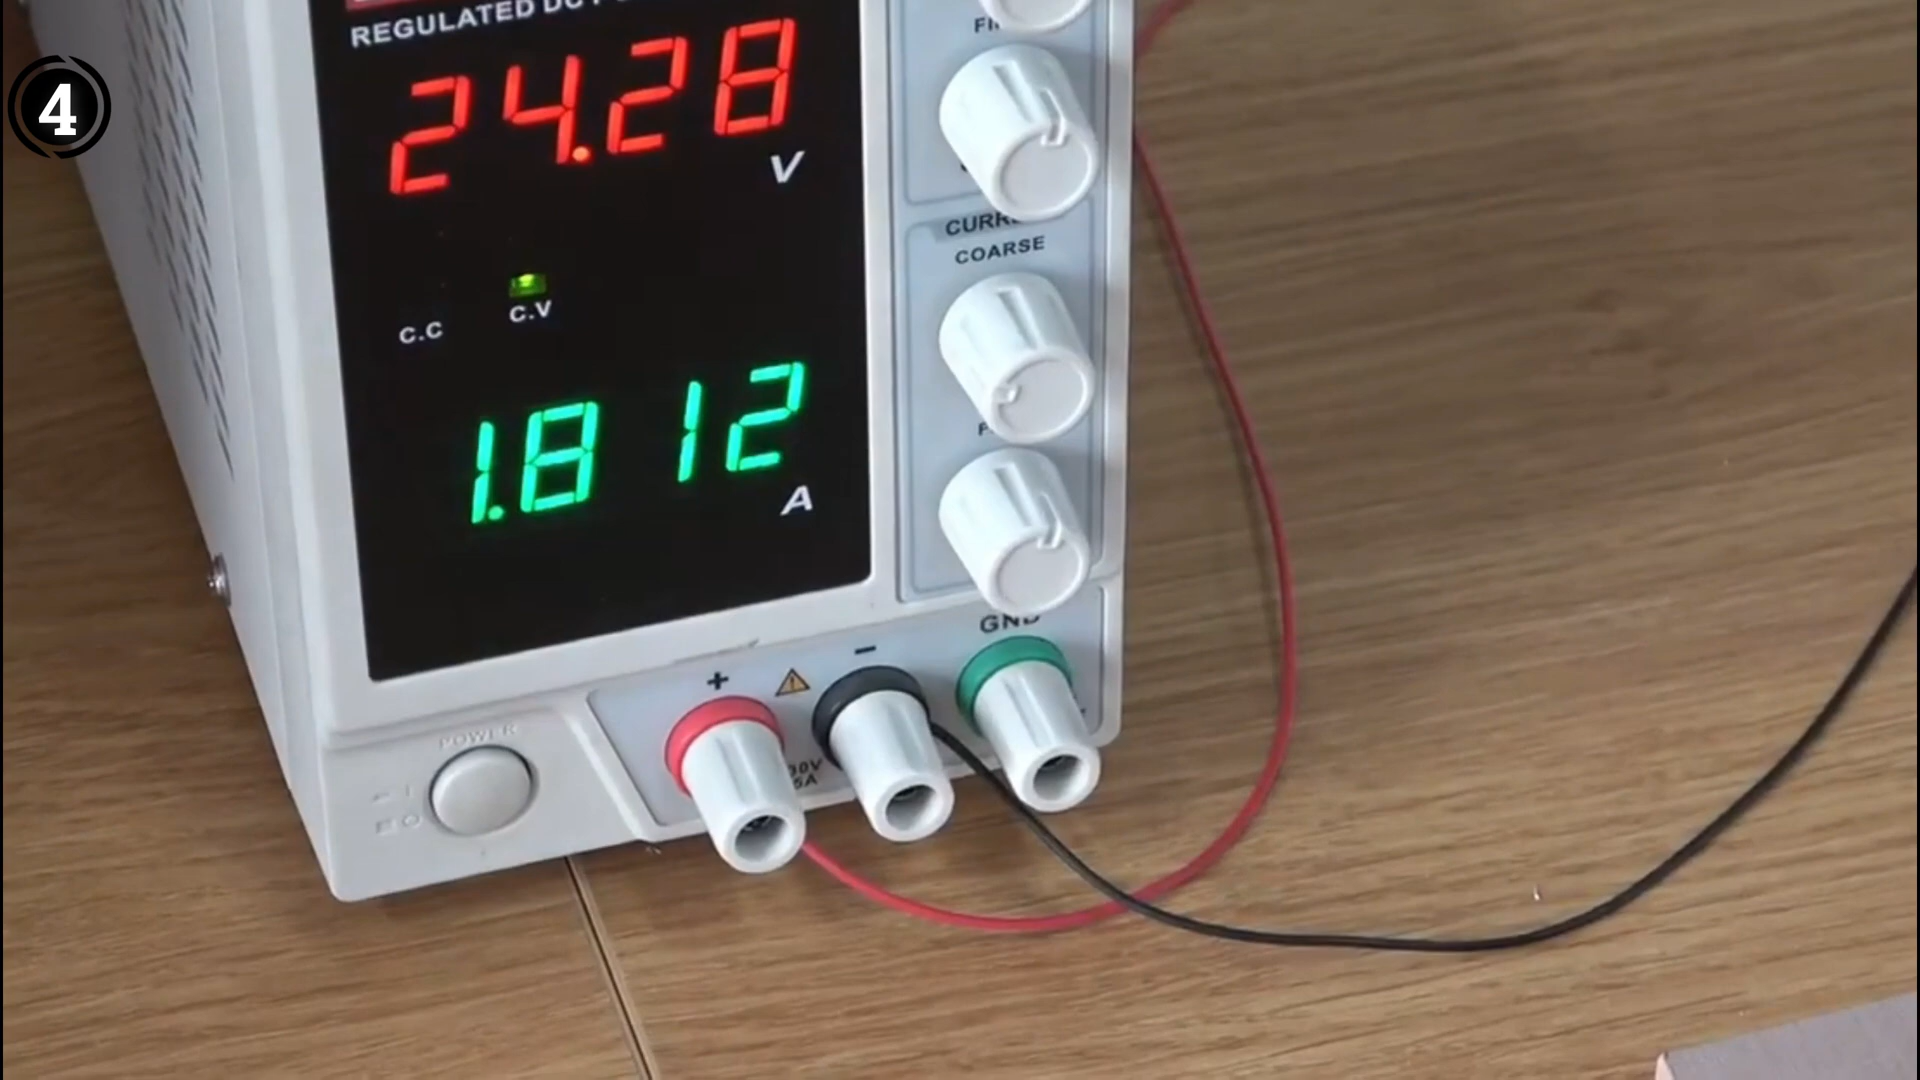 4
REGULATED DC
24.28
V
C.C
C.V
1.812
A
COARSE
GND
+
-
POWER